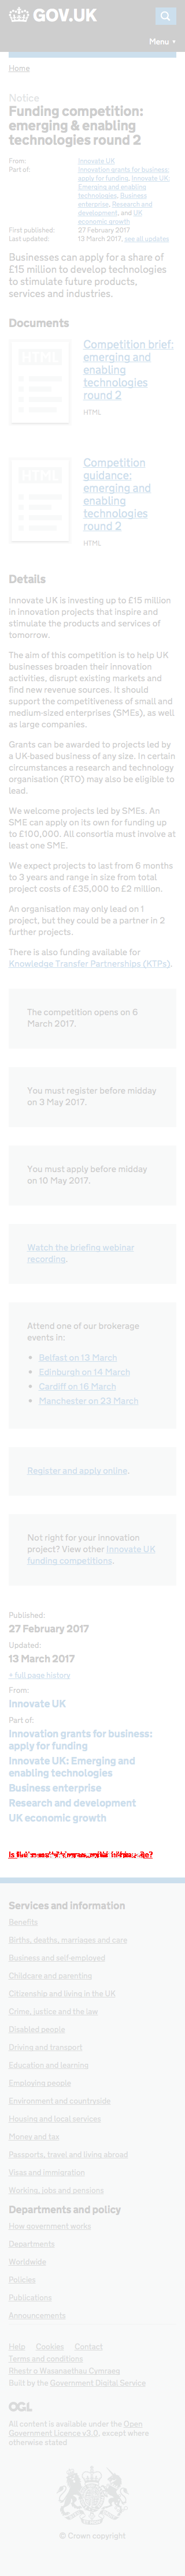 GOV.UK
Menu
Home
Notice
Funding competition:
emerging & enabling
technologies round 2
From: Innovate UK
Part of: Innovation grants for business:
apply for funding, Innovate UK:
Emerging and enabling
technologies, Business
enterprise, Research and
development, and UK
economic growth
First published: 27 February 2017
Last updated: 13 March 2017, see all updates
Businesses can apply for a share of
£15 million to develop technologies
to stimulate future products,
services and industries.
Documents
HTML
Competition brief:
emerging and
enabling
technologies
round 2
HTML
HTML
Competition
guidance:
emerging and
enabling
technologies
round 2
HTML
Details
Innovate UK is investing up to £15 million
in innovation projects that inspire and
stimulate the products and services of
tomorrow.
The aim of this competition is to help UK
businesses broaden their innovation
activities, disrupt existing markets and
find new revenue sources. It should
support the competitiveness of small and
medium-sized enterprises (SMEs), as well
as large companies.
Grants can be awarded to projects led by
a UK-based business of any size. In certain
circumstances a research and technology
organisation (RTO) may also be eligible to
lead.
We welcome projects led by SMEs. An
SME can apply on its own for funding up
to £100,000. All consortia must involve at
least one SME.
We expect projects to last from 6 months
to 3 years and range in size from total
project costs of £35,000 to £2 million.
An organisation may only lead on 1
project, but they could be a partner in 2
further projects.
There is also funding available for
Knowledge Transfer Partnerships (KTPs).
The competition opens on 6
March 2017.
You must register before midday
on 3 May 2017.
You must apply before midday
on 10 May 2017.
Watch the briefing webinar
recording.
Attend one of our brokerage
events in:
Belfast on 13 March
Edinburgh on 14 March
Cardiff on 16 March
Manchester on 23 March
Register and apply online.
Not right for your innovation
project? View other Innovate UK
funding competitions.
Published:
27 February 2017
Updated:
13 March 2017
+ full page history
From:
Innovate UK
Part of:
Innovation grants for business:
apply for funding
Innovate UK: Emerging and
enabling technologies
Business enterprise
Research and development
UK economic growth
Services and information
Benefits
Births, deaths, marriages and care
Business and self-employed
Childcare and parenting
Citizenship and living in the UK
Crime, justice and the law
Disabled people
Driving and transport
Education and learning
Employing people
Environment and countryside
Housing and local services
Money and tax
Passports, travel and living abroad
Visas and immigration
Working, jobs and pensions
Departments and policy
How government works
Departments
Worldwide
Policies
Publications
Announcements
Help Cookies Contact
Terms and conditions
Rhestr o Wasanaethau Cymraeg
Built by the Government Digital Service
OGL
All content is available under the Open
Government Licence v3.0, except where
otherwise stated
© Crown copyright